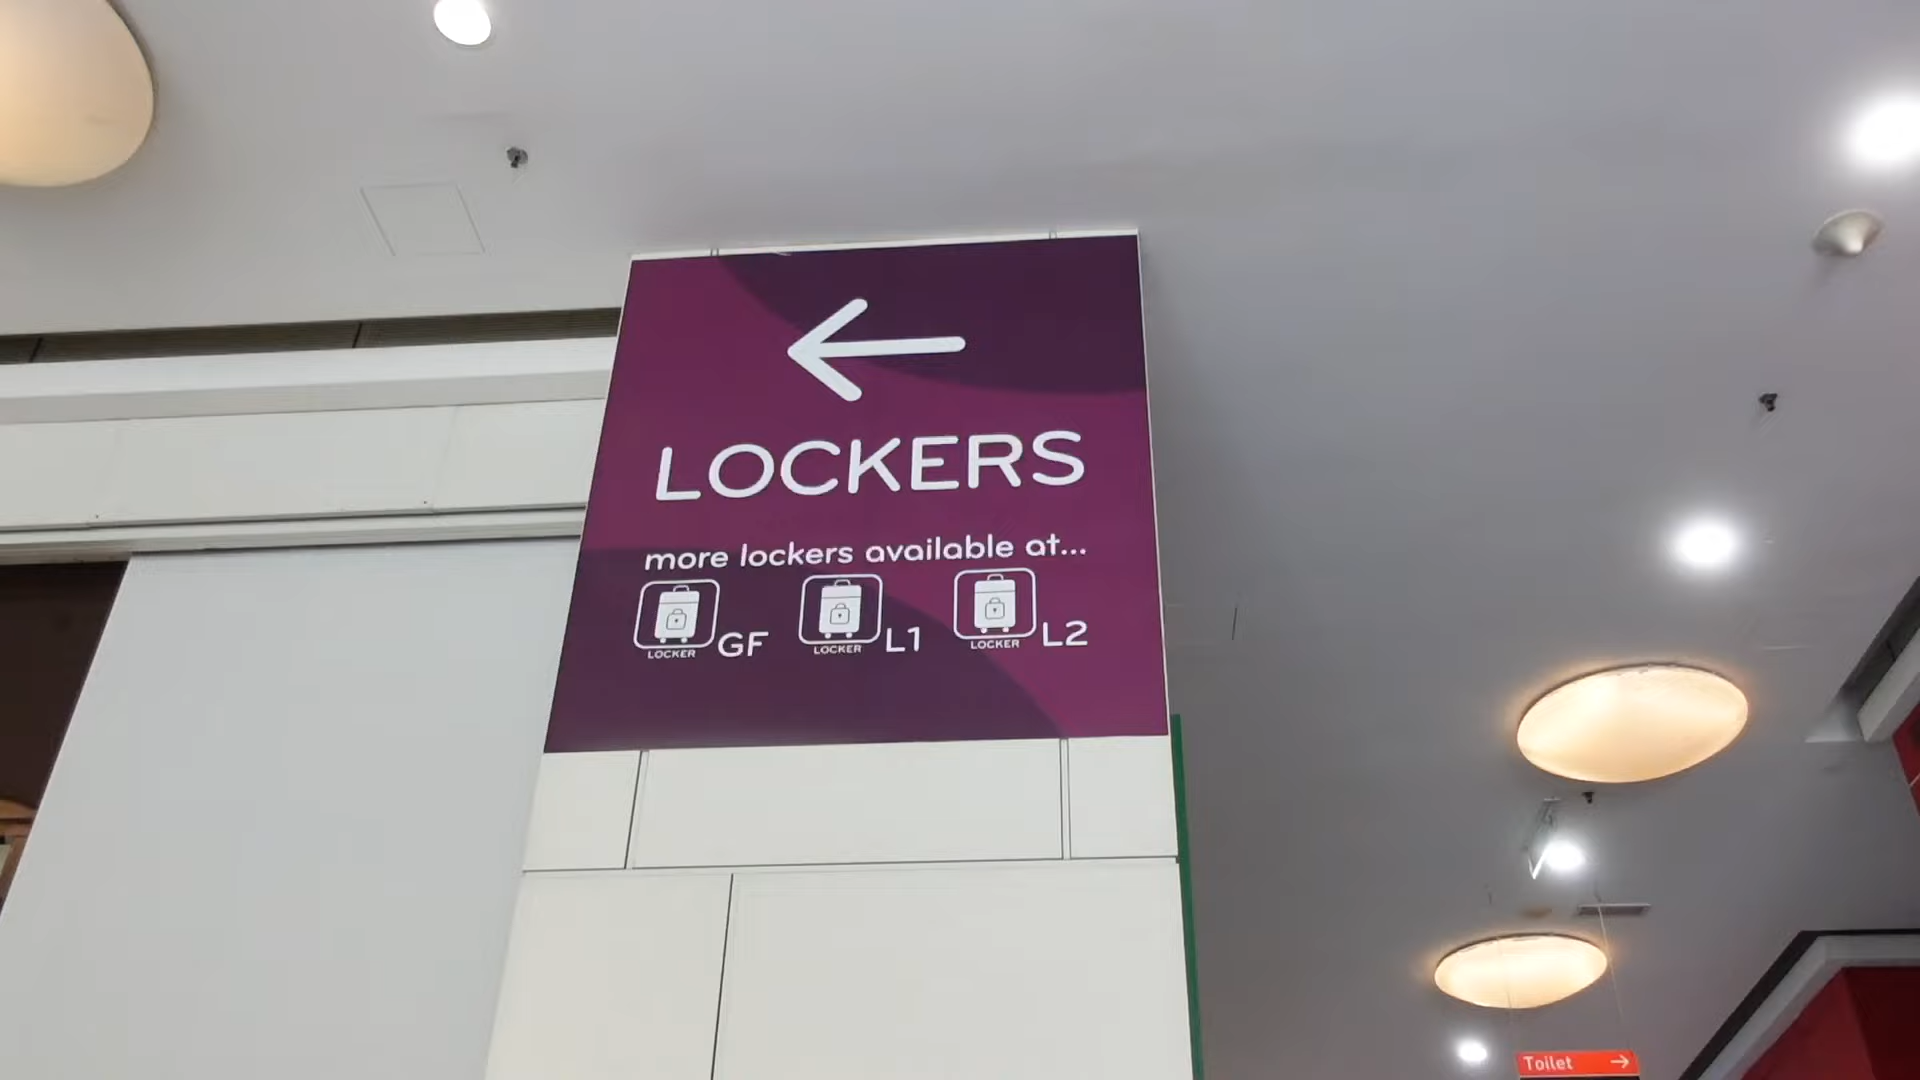 LOCKERS
more lockers available at...
LOCKER GF LOCKER L1 LOCKER L2
Toilet →